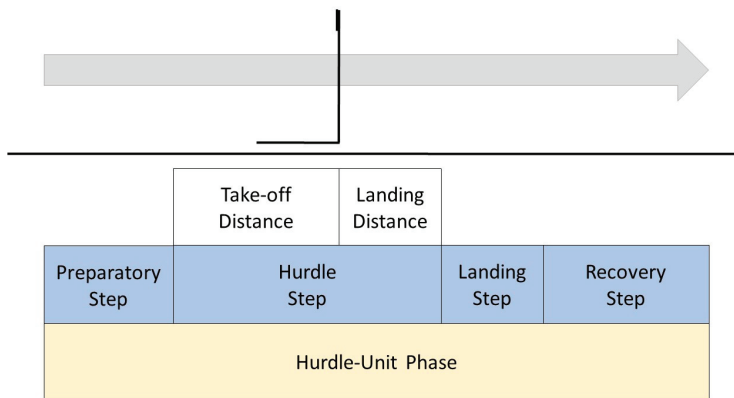 Take-off
Distance
Landing
Distance
Preparatory
Step
Hurdle
Step
Landing
Step
Recovery
Step
Hurdle-Unit Phase